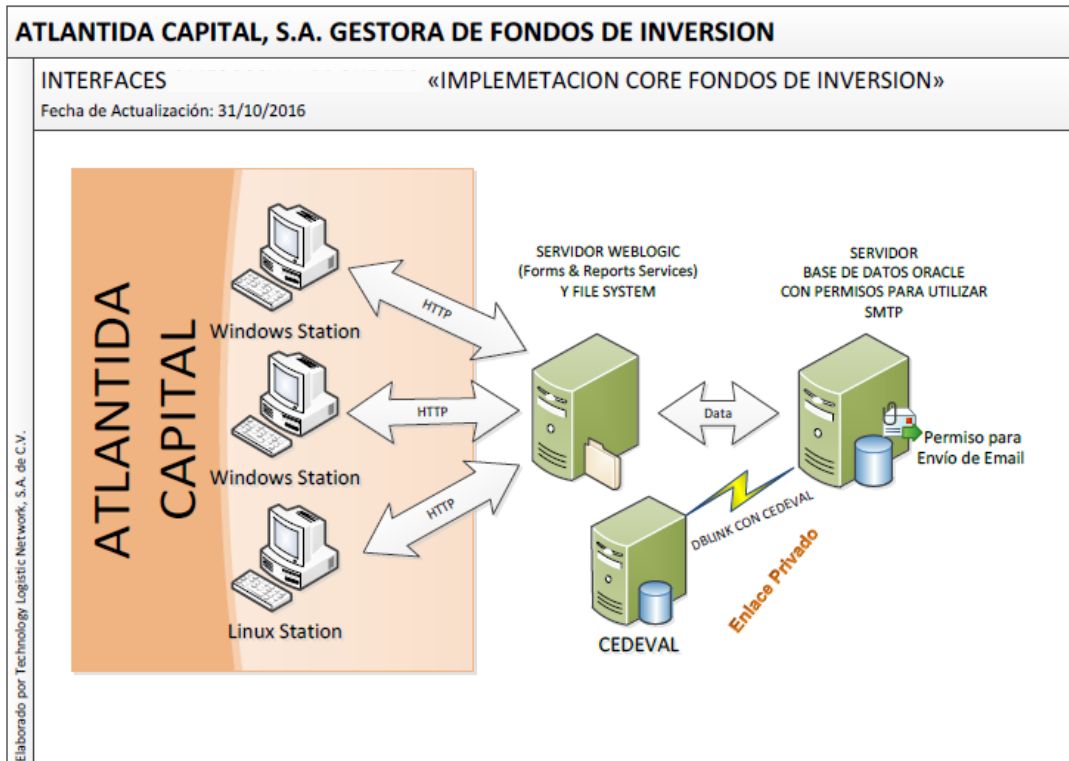 ATLANTIDA CAPITAL, S.A. GESTORA DE FONDOS DE INVERSION
INTERFACES «IMPLEMETACION CORE FONDOS DE INVERSION»
Fecha de Actualización: 31/10/2016
Elaborado por Technology Logistic Network, S.A. de C.V.
ATLANTIDA
CAPITAL
Windows Station
Windows Station
Linux Station
HTTP
HTTP
HTTP
SERVIDOR WEBLOGIC
(Forms & Reports Services)
Y FILE SYSTEM
Data
SERVIDOR
BASE DE DATOS ORACLE
CON PERMISOS PARA UTILIZAR
SMTP
Permiso para
Envío de Email
DBLINK CON CEDEVAL
Enlace Privado
CEDEVAL